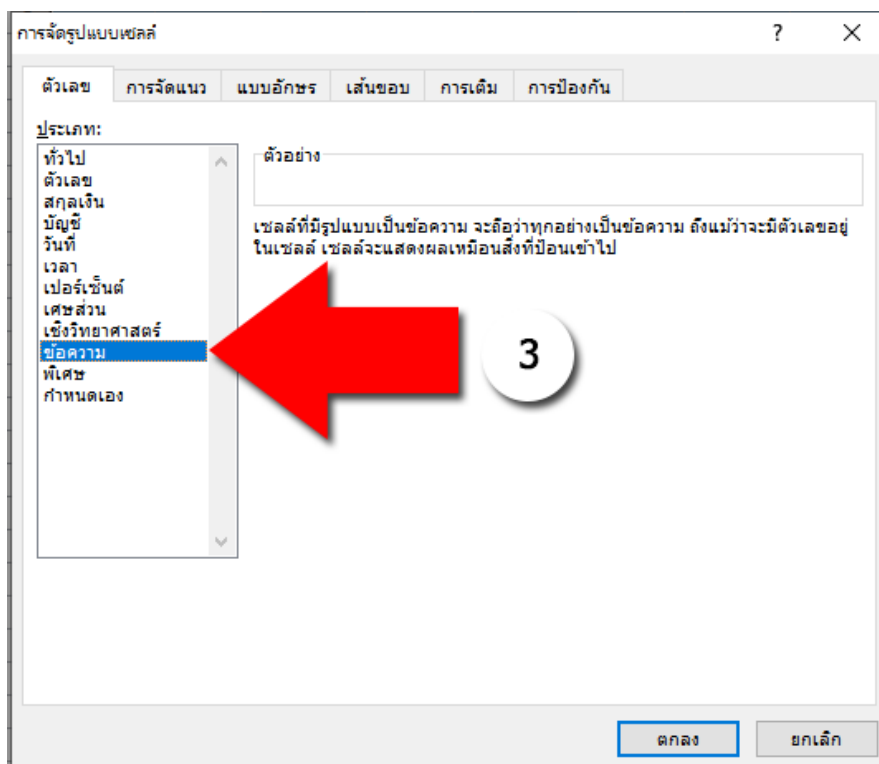 การจัดรูปแบบเซลล์
?
ตัวเลข
การจัดแนว
แบบอักษร
เส้นขอบ
การเติม
การป้องกัน
ประเภท:
ทั่วไป
ตัวเลข
สกุลเงิน
บัญชี
วันที่
เวลา
เปอร์เซ็นต์
เศษส่วน
เชิงวิทยาศาสตร์
ข้อความ
พิเศษ
กำหนดเอง
ตัวอย่าง
เซลล์ที่มีรูปแบบเป็นข้อความ จะถือว่าทุกอย่างเป็นข้อความ ถึงแม้ว่าจะมีตัวเลขอยู่
ในเซลล์ เซลล์จะแสดงผลเหมือนสิ่งที่ป้อนเข้าไป
3
ตกลง
ยกเลิก